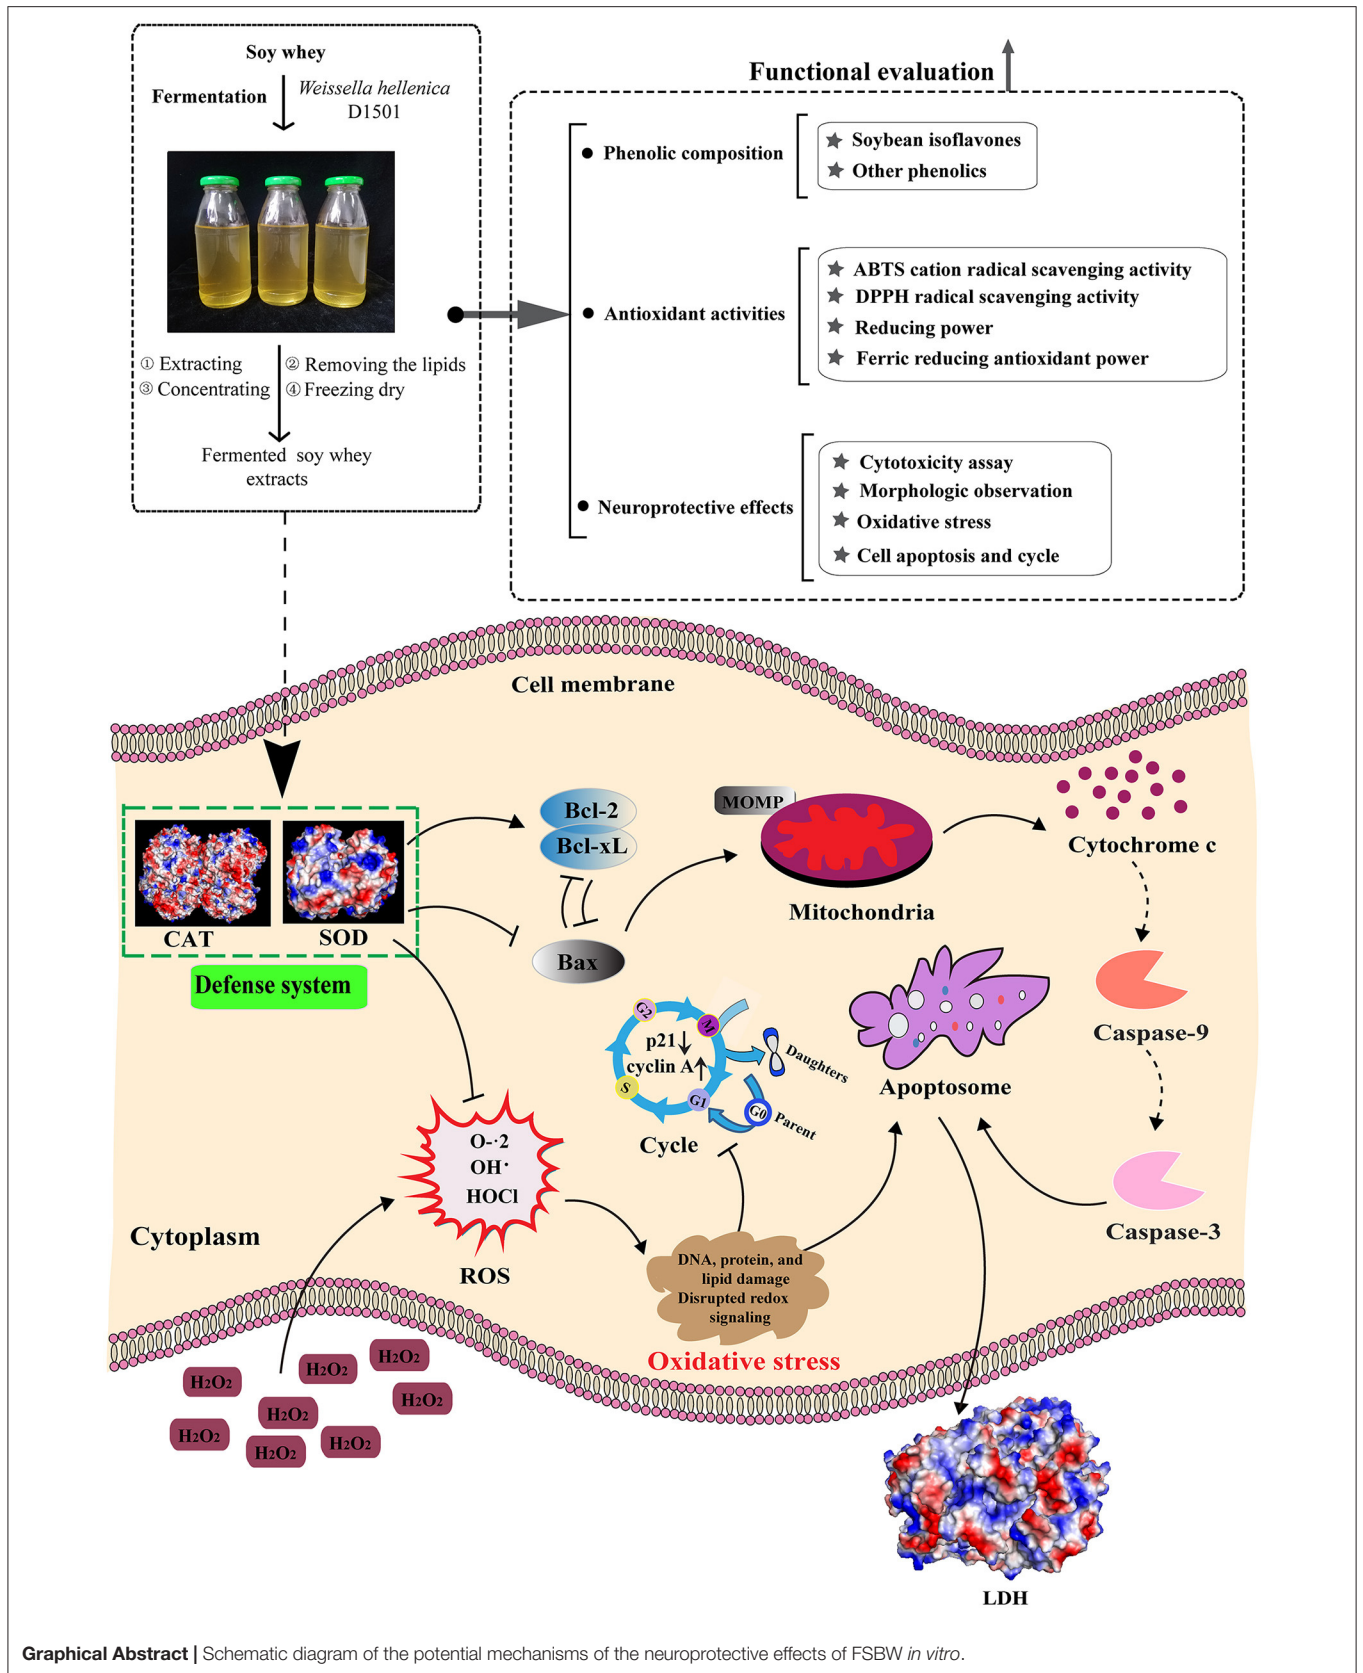 Soy whey
Fermentation
Weissella hellenica
D1501
① Extracting
② Removing the lipids
③ Concentrating
④ Freezing dry
Fermented soy whey
extracts
Functional evaluation
Phenolic composition
Soybean isoflavones
Other phenolics
Antioxidant activities
ABTS cation radical scavenging activity
DPPH radical scavenging activity
Reducing power
Ferric reducing antioxidant power
Neuroprotective effects
Cytotoxicity assay
Morphologic observation
Oxidative stress
Cell apoptosis and cycle
Cell membrane
CAT
SOD
Defense system
Bcl-2
Bcl-xL
Bax
MOMP
Mitochondria
Cytochrome c
Caspase-9
Caspase-3
Apoptosome
G2
M
p21↓
cyclin A↑
S
G1
G0
Daughters
Parent
Cycle
O-·2
OH·
HOCl
ROS
Cytoplasm
DNA, protein, and
lipid damage
Disrupted redox
signaling
Oxidative stress
H2O2
H2O2
H2O2
H2O2
H2O2
H2O2
H2O2
H2O2
LDH
Graphical Abstract | Schematic diagram of the potential mechanisms of the neuroprotective effects of FSBW in vitro.